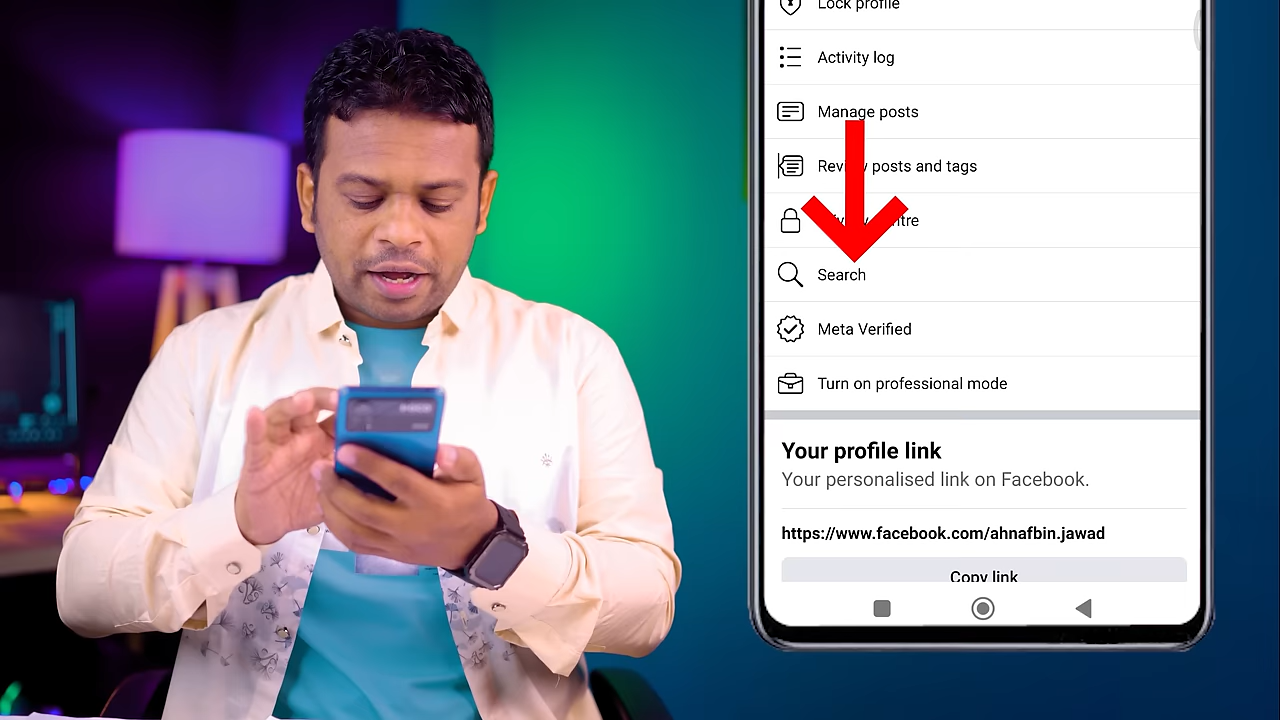 Lock profile
Activity log
Manage posts
Review posts and tags
Search
Meta Verified
Turn on professional mode
Your profile link
Your personalised link on Facebook.
https://www.facebook.com/ahnafbin.jawad
Copy link